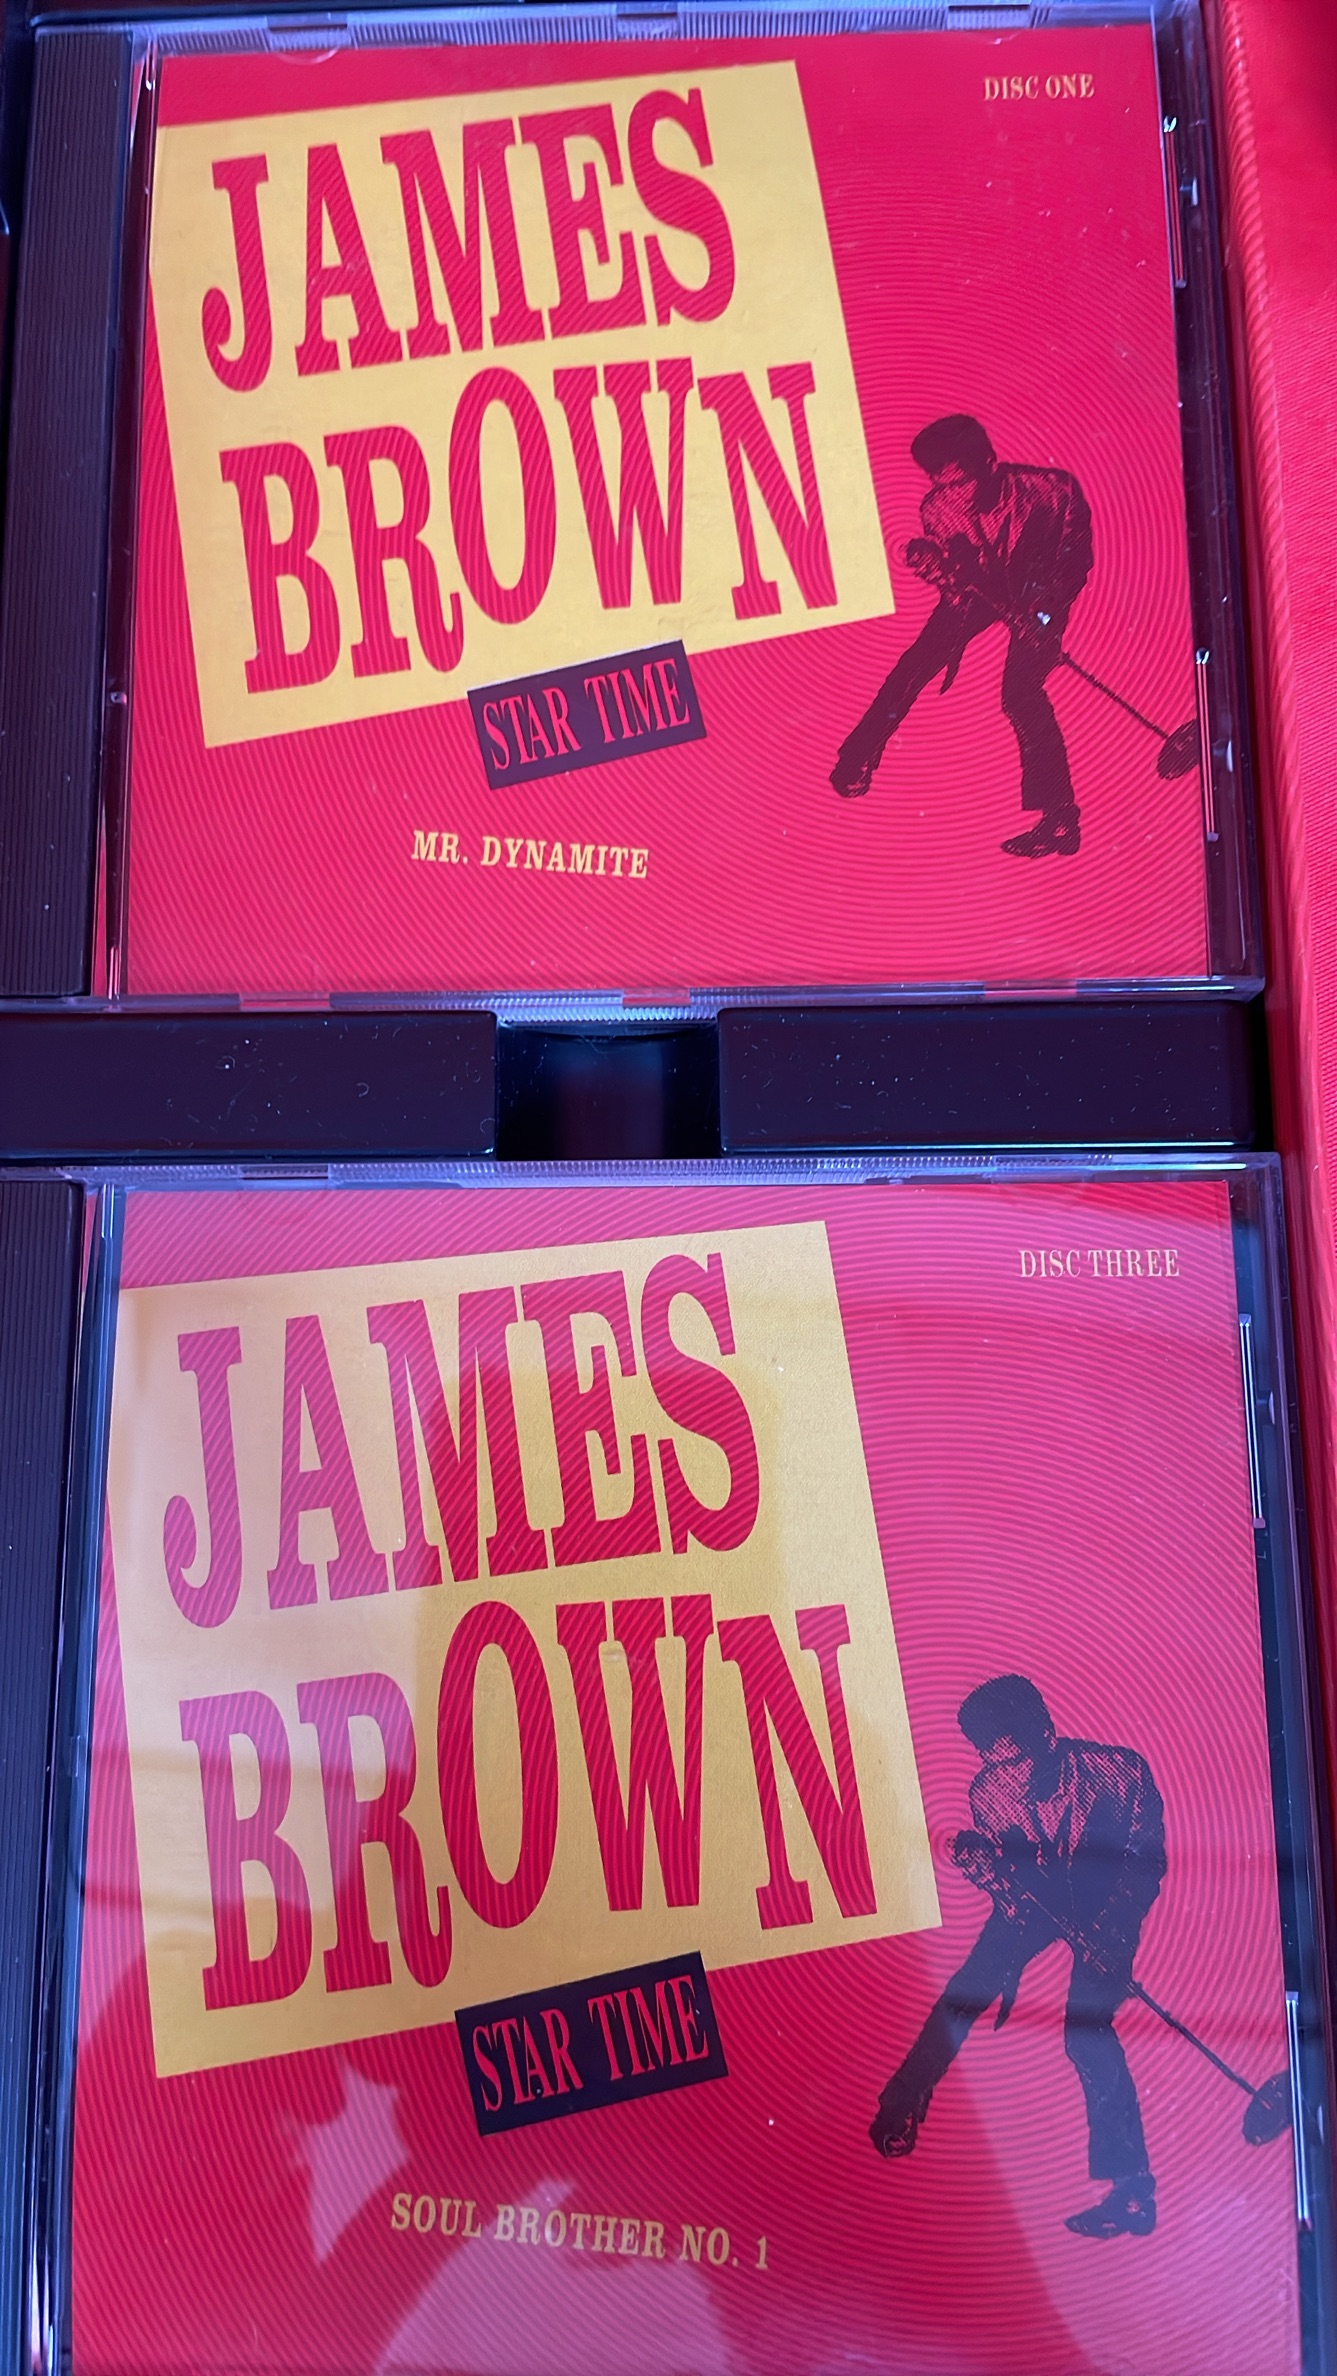 DISC ONE
JAMES
BROWN
STAR TIME
MR. DYNAMITE
DISC THREE
JAMES
BROWN
STAR TIME
SOUL BROTHER NO. 1